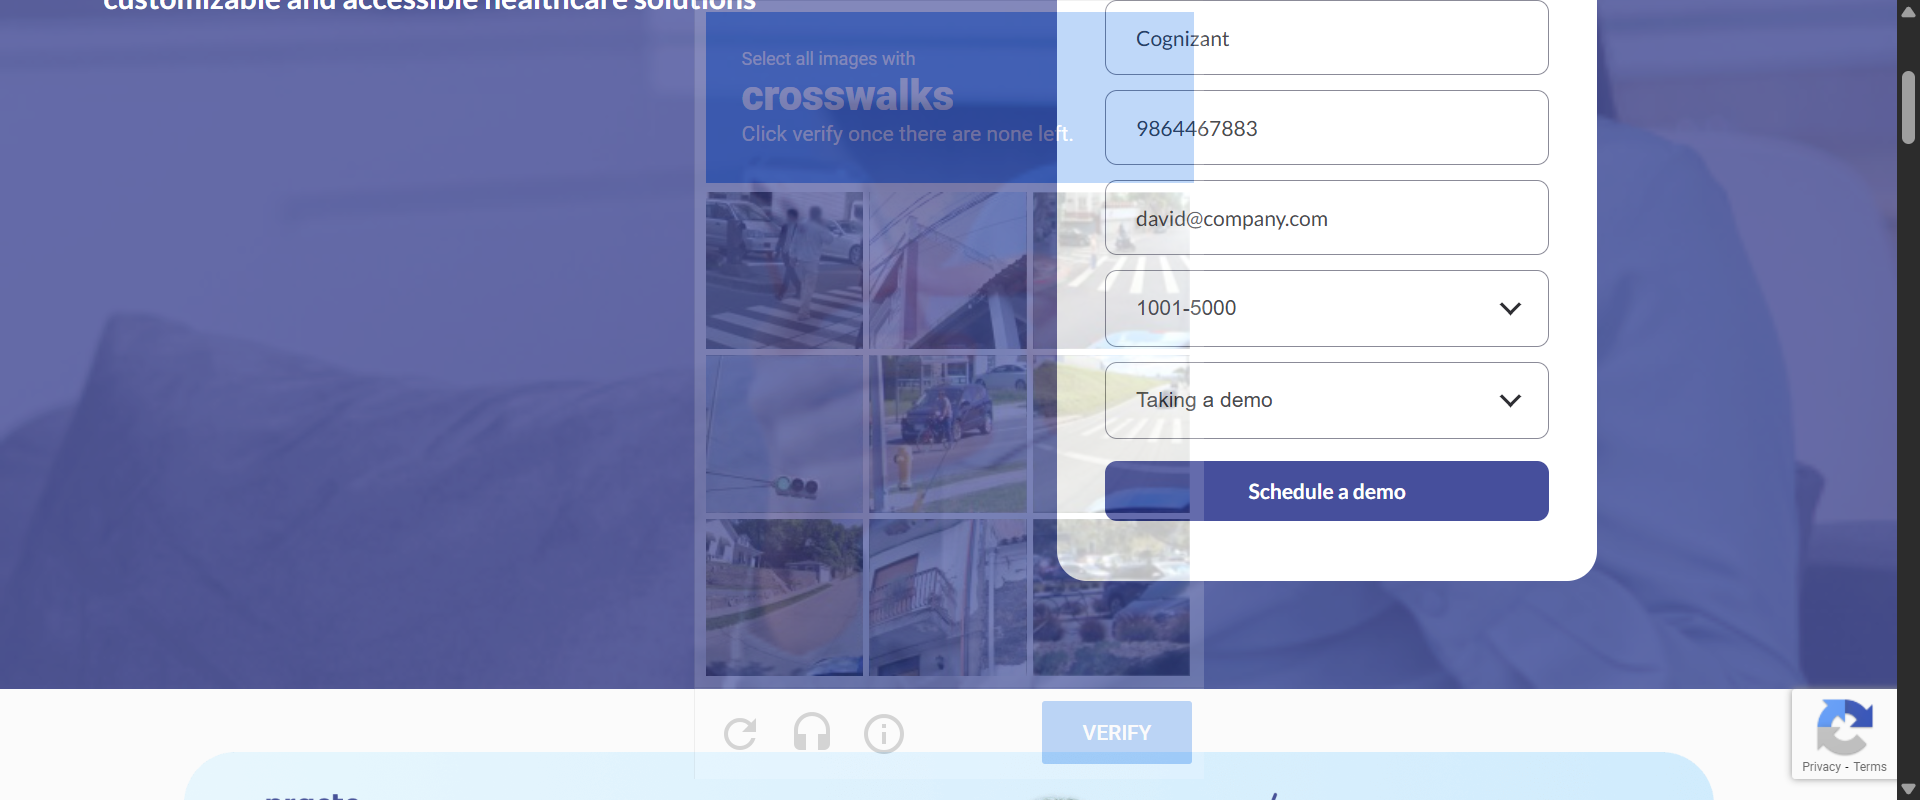 customizable and accessible healthcare solutions
Select all images with
crosswalks
Click verify once there are none left.
VERIFY
Cognizant
9864467883
david@company.com
1001-5000
Taking a demo
Schedule a demo
Privacy - Terms